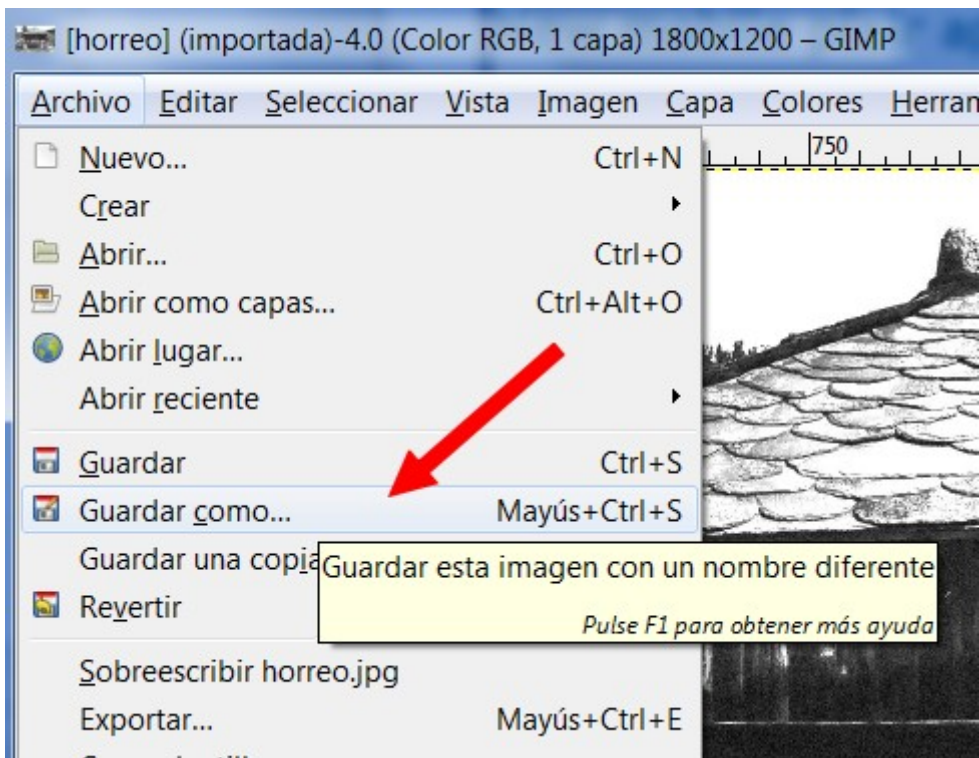 [horreo] (importada)-4.0 (Color RGB, 1 capa) 1800x1200 – GIMP
Archivo Editar Seleccionar Vista Imagen Capa Colores Herran
Nuevo... Ctrl+N
750
Crear
Abrir... Ctrl+O
Abrir como capas... Ctrl+Alt+O
Abrir lugar...
Abrir reciente
Guardar Ctrl+S
Guardar como... Mayús+Ctrl+S
Guardar una copia
Guardar esta imagen con un nombre diferente
Pulse F1 para obtener más ayuda
Revertir
Sobreescribir horreo.jpg
Exportar... Mayús+Ctrl+E